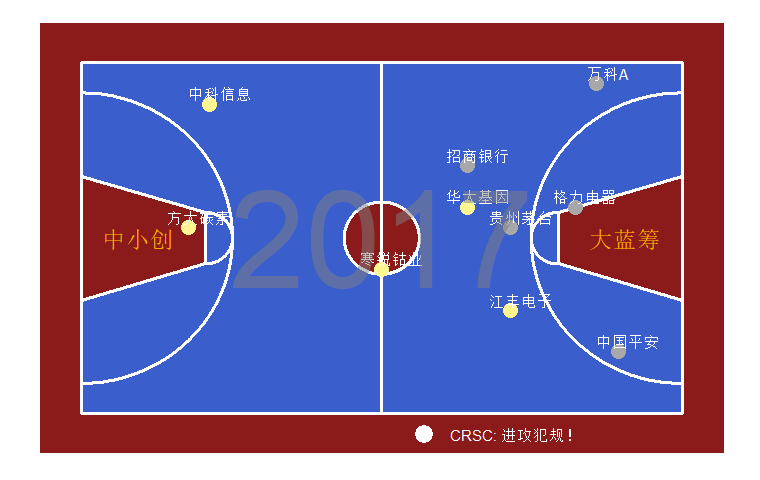 万科A
中科信息
招商银行
华大基因
格力电器
方大碳素
贵州茅台
2017
中小创
大蓝筹
寒锐钴业
江丰电子
中国平安
CRSC: 进攻犯规!